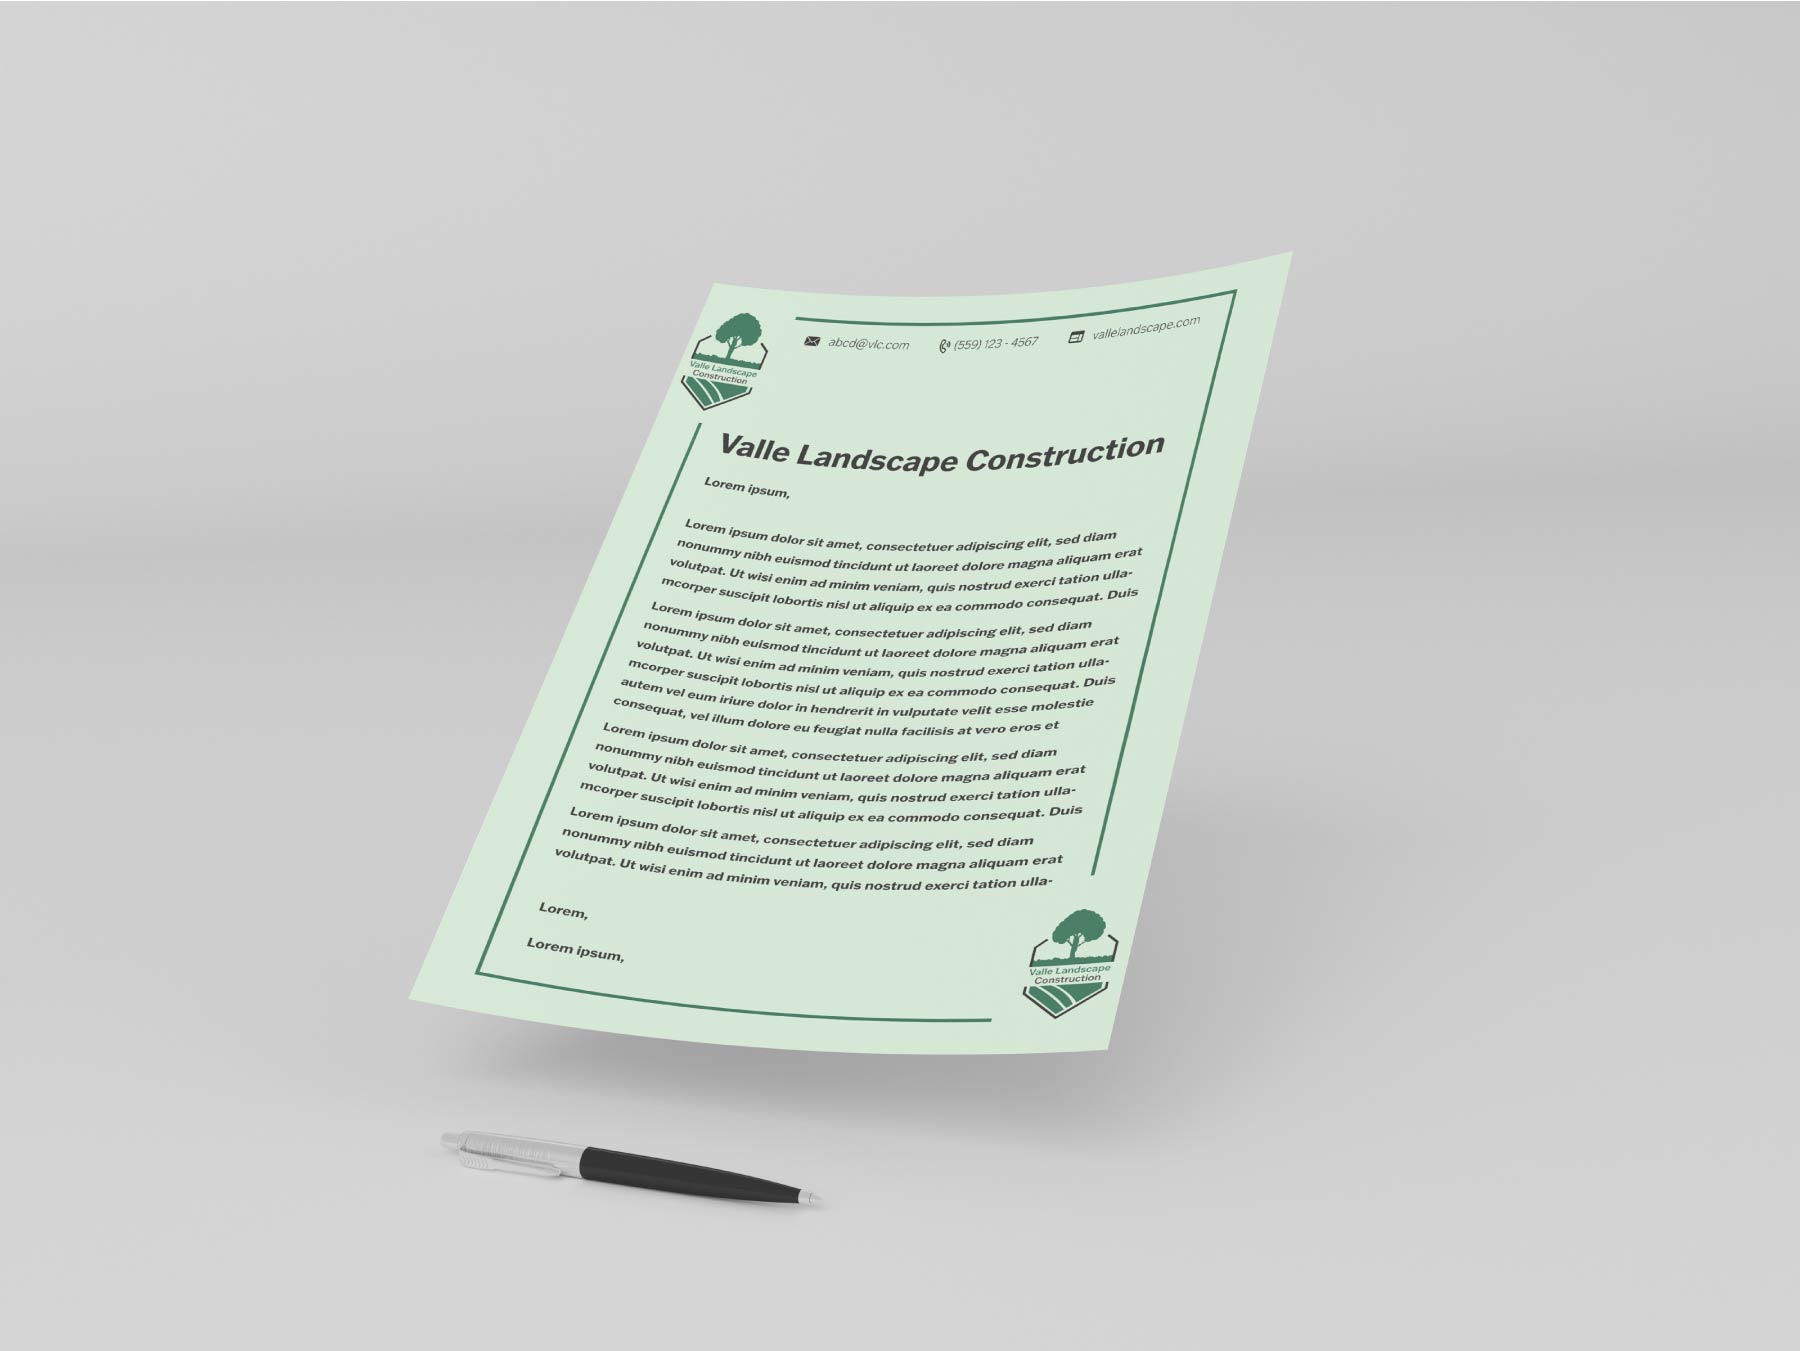 Valle Landscape
Construction
abcd@vlc.com
(559) 123 - 4567
vallelandscape.com
Valle Landscape Construction
Lorem ipsum,
Lorem ipsum dolor sit amet, consectetuer adipiscing elit, sed diam
nonummy nibh euismod tincidunt ut laoreet dolore magna aliquam erat
volutpat. Ut wisi enim ad minim veniam, quis nostrud exerci tation ulla-
mcorper suscipit lobortis nisl ut aliquip ex ea commodo consequat. Duis
Lorem ipsum dolor sit amet, consectetuer adipiscing elit, sed diam
nonummy nibh euismod tincidunt ut laoreet dolore magna aliquam erat
volutpat. Ut wisi enim ad minim veniam, quis nostrud exerci tation ulla-
mcorper suscipit lobortis nisl ut aliquip ex ea commodo consequat. Duis
autem vel eum iriure dolor in hendrerit in vulputate velit esse molestie
consequat, vel illum dolore eu feugiat nulla facilisis at vero eros et
Lorem ipsum dolor sit amet, consectetuer adipiscing elit, sed diam
nonummy nibh euismod tincidunt ut laoreet dolore magna aliquam erat
volutpat. Ut wisi enim ad minim veniam, quis nostrud exerci tation ulla-
mcorper suscipit lobortis nisl ut aliquip ex ea commodo consequat. Duis
Lorem ipsum dolor sit amet, consectetuer adipiscing elit, sed diam
nonummy nibh euismod tincidunt ut laoreet dolore magna aliquam erat
volutpat. Ut wisi enim ad minim veniam, quis nostrud exerci tation ulla-
Lorem,
Lorem ipsum,
Valle Landscape
Construction